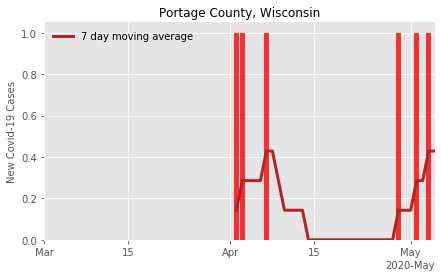 Portage County, Wisconsin
7 day moving average
New Covid-19 Cases
1.0
0.8
0.6
0.4
0.2
0.0
Mar 15 Apr 15 May
2020-May